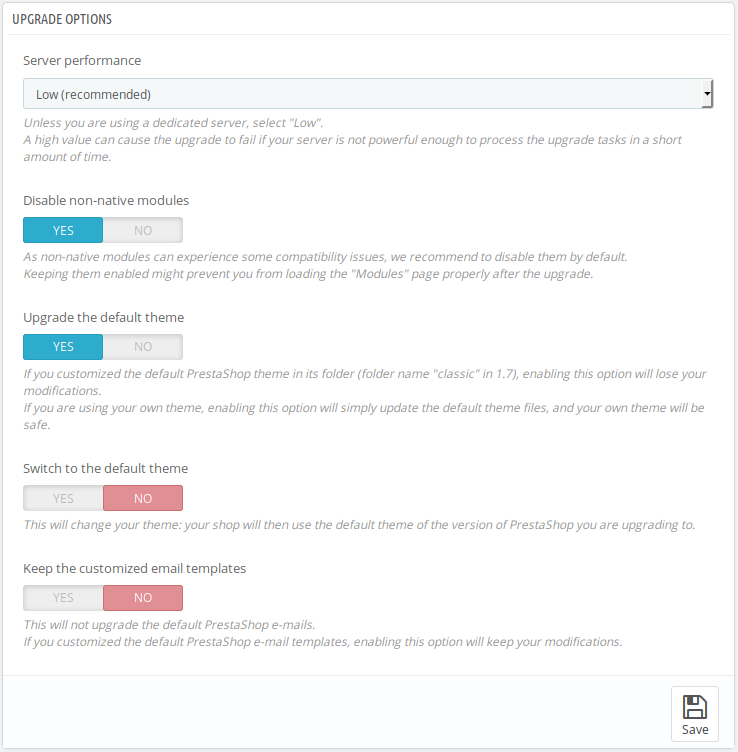 UPGRADE OPTIONS
Server performance
Low (recommended)
Unless you are using a dedicated server, select "Low".
A high value can cause the upgrade to fail if your server is not powerful enough to process the upgrade tasks in a short
amount of time.
Disable non-native modules
YES NO
As non-native modules can experience some compatibility issues, we recommend to disable them by default.
Keeping them enabled might prevent you from loading the "Modules" page properly after the upgrade.
Upgrade the default theme
YES NO
If you customized the default PrestaShop theme in its folder (folder name "classic" in 1.7), enabling this option will lose your
modifications.
If you are using your own theme, enabling this option will simply update the default theme files, and your own theme will be
safe.
Switch to the default theme
YES NO
This will change your theme: your shop will then use the default theme of the version of PrestaShop you are upgrading to.
Keep the customized email templates
YES NO
This will not upgrade the default PrestaShop e-mails.
If you customized the default PrestaShop e-mail templates, enabling this option will keep your modifications.
Save